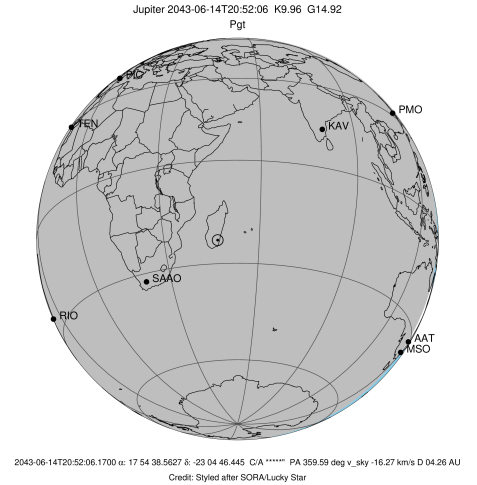 Jupiter 2043-06-14T20:52:06 K9.96 G14.92
Pgt
PIC
TEN
KAV
PMO
SAAO
RIO
AAT
MSO
2043-06-14T20:52:06.1700 α: 17 54 38.5627 δ: -23 04 46.445 C/A *****" PA 359.59 deg v_sky -16.27 km/s D 04.26 AU
Credit: Styled after SORA/Lucky Star